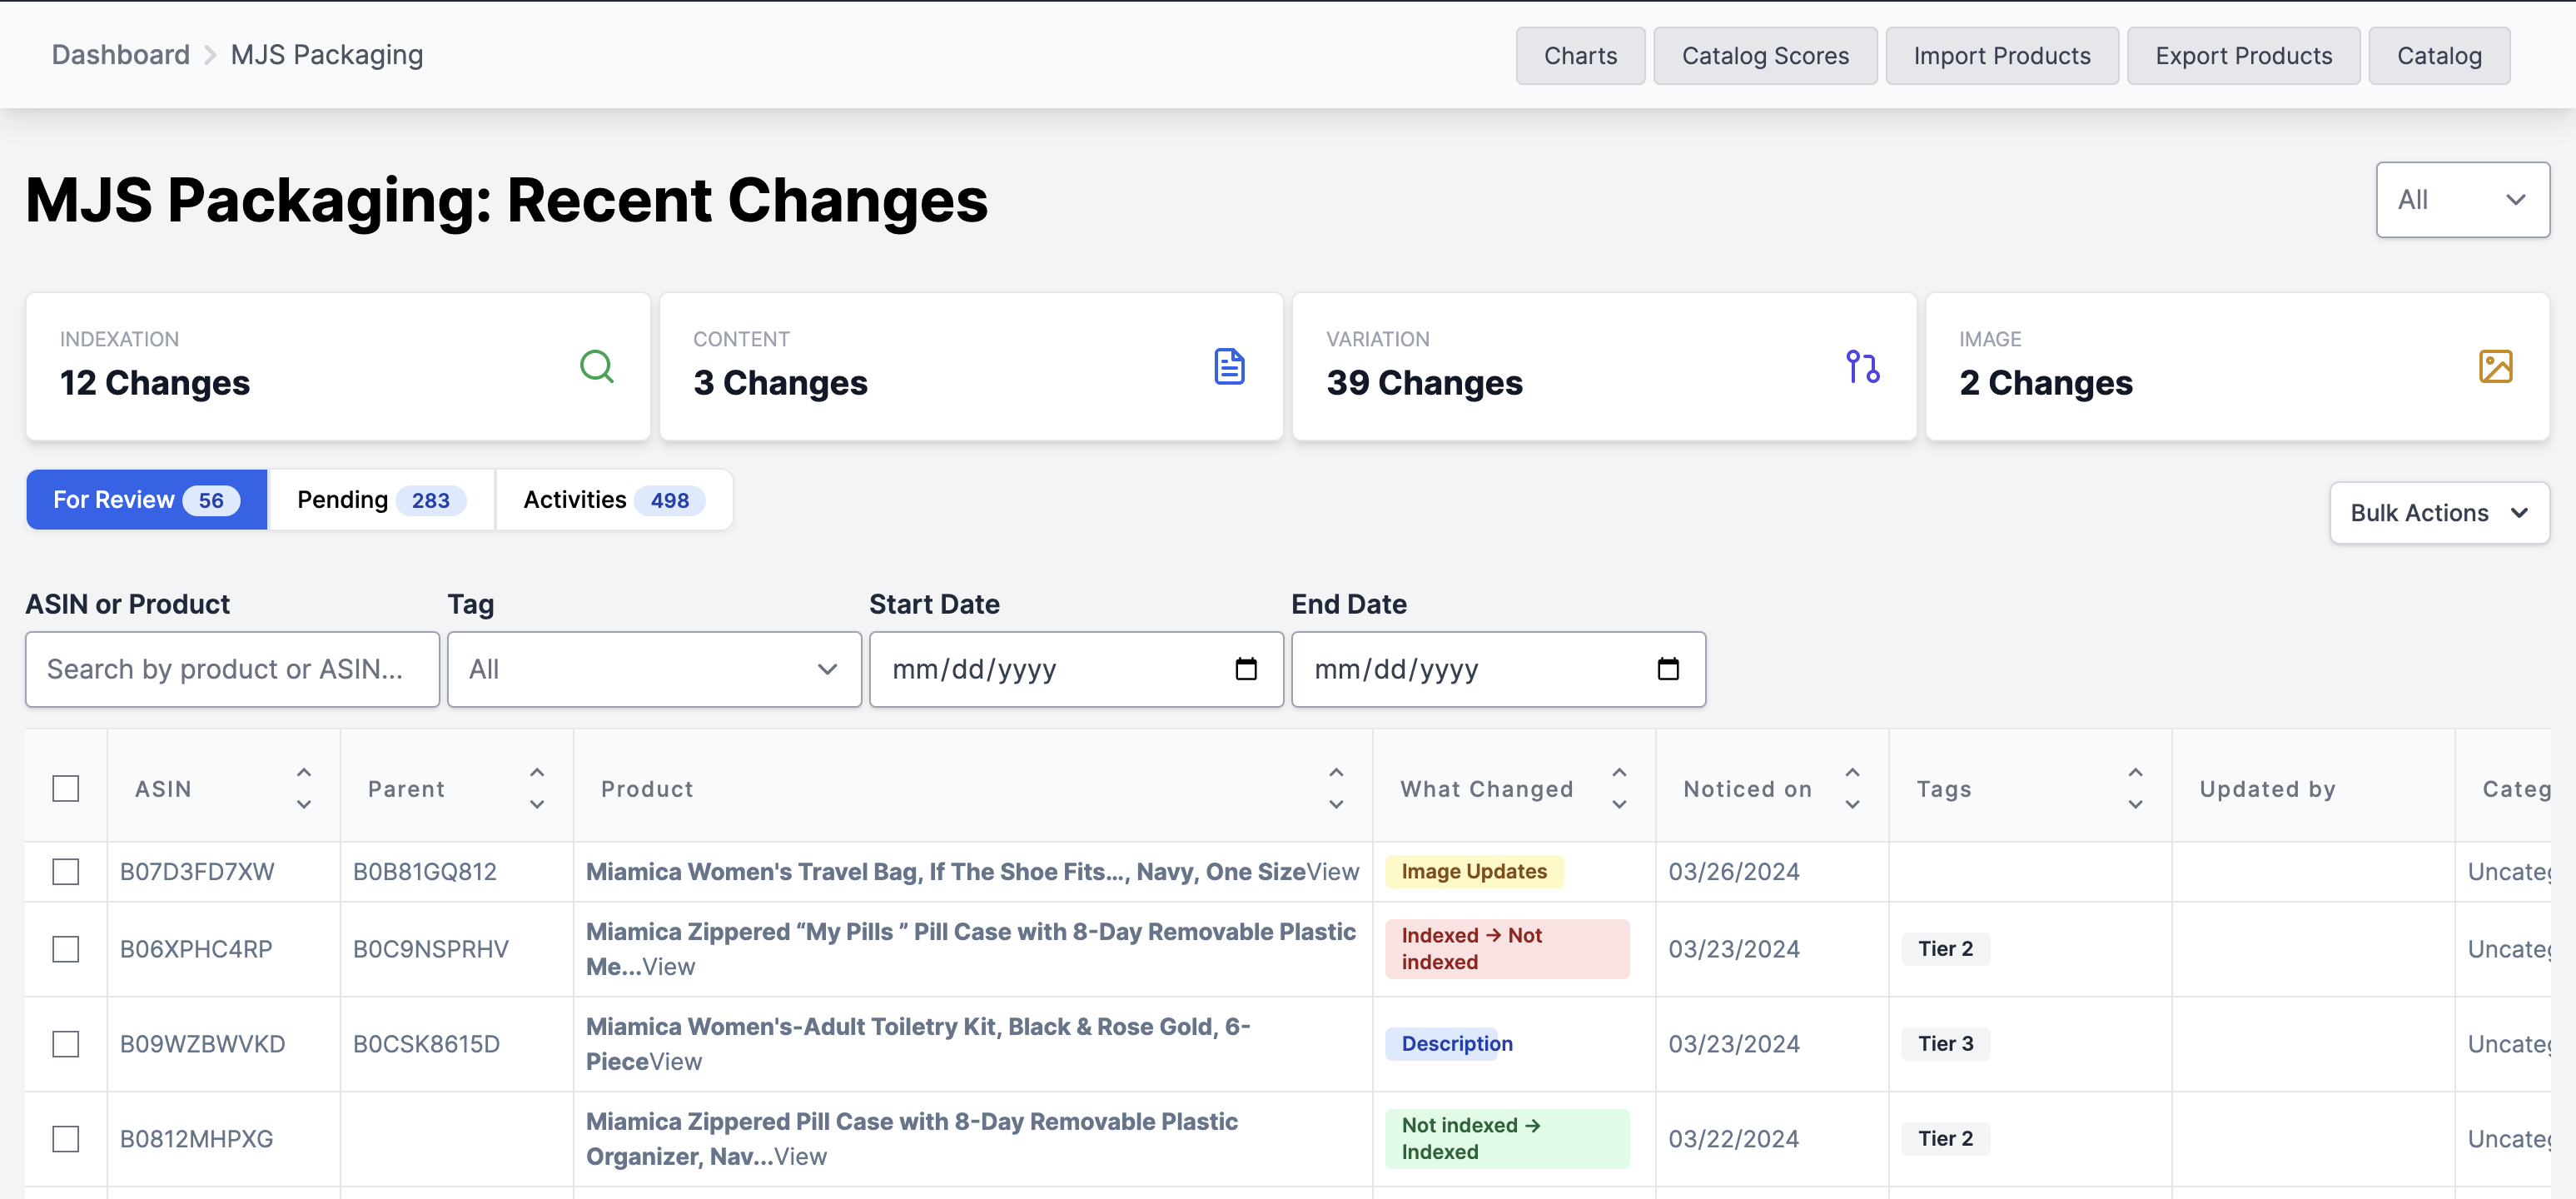 Dashboard MJS Packaging Charts Catalog Scores Import Products Export Products Catalog
MJS Packaging: Recent Changes All
INDEXATION
12 Changes
CONTENT
3 Changes
VARIATION
39 Changes
IMAGE
2 Changes
For Review 56 Pending 283 Activities 498 Bulk Actions
ASIN or Product Tag Start Date End Date
Search by product or ASIN... All mm/dd/yyyy mm/dd/yyyy
ASIN Parent Product What Changed Noticed on Tags Updated by Categ
B07D3FD7XW B0B81GQ812 Miamica Women's Travel Bag, If The Shoe Fits…, Navy, One SizeView Image Updates 03/26/2024 Uncateg
B06XPHC4RP B0C9NSPRHV Miamica Zippered “My Pills ” Pill Case with 8-Day Removable Plastic
Me...View
Indexed → Not
indexed
03/23/2024 Tier 2 Uncateg
B09WZBWVKD B0CSK8615D Miamica Women's-Adult Toiletry Kit, Black & Rose Gold, 6-
PieceView
Description 03/23/2024 Tier 3 Uncateg
B0812MHPXG Miamica Zippered Pill Case with 8-Day Removable Plastic
Organizer, Nav...View
Not indexed →
Indexed
03/22/2024 Tier 2 Uncateg